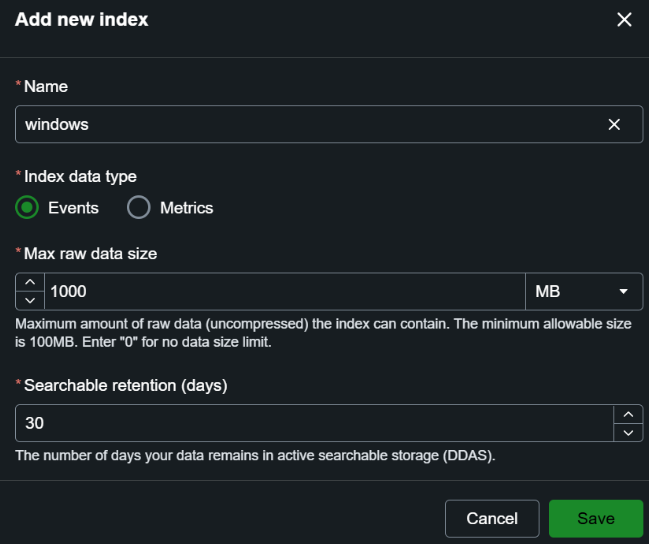 Add new index
* Name
windows
* Index data type
Events Metrics
* Max raw data size
1000 MB
Maximum amount of raw data (uncompressed) the index can contain. The minimum allowable size
is 100MB. Enter "0" for no data size limit.
* Searchable retention (days)
30
The number of days your data remains in active searchable storage (DDAS).
Cancel Save